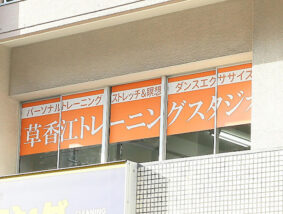 パーソナルトレーニング ストレッチ&瞑想 ダンスエクササイズ
草香江トレーニングスタジオ